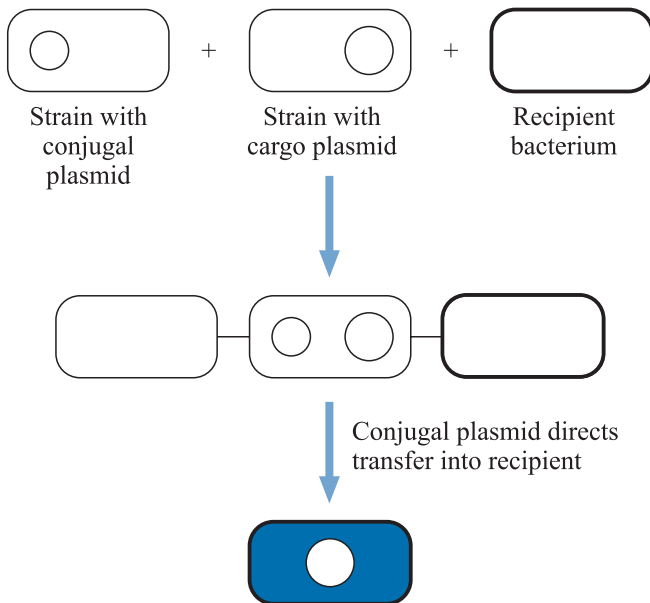 +
+
Strain with
conjugal
plasmid
Strain with
cargo plasmid
Recipient
bacterium
Conjugal plasmid directs
transfer into recipient